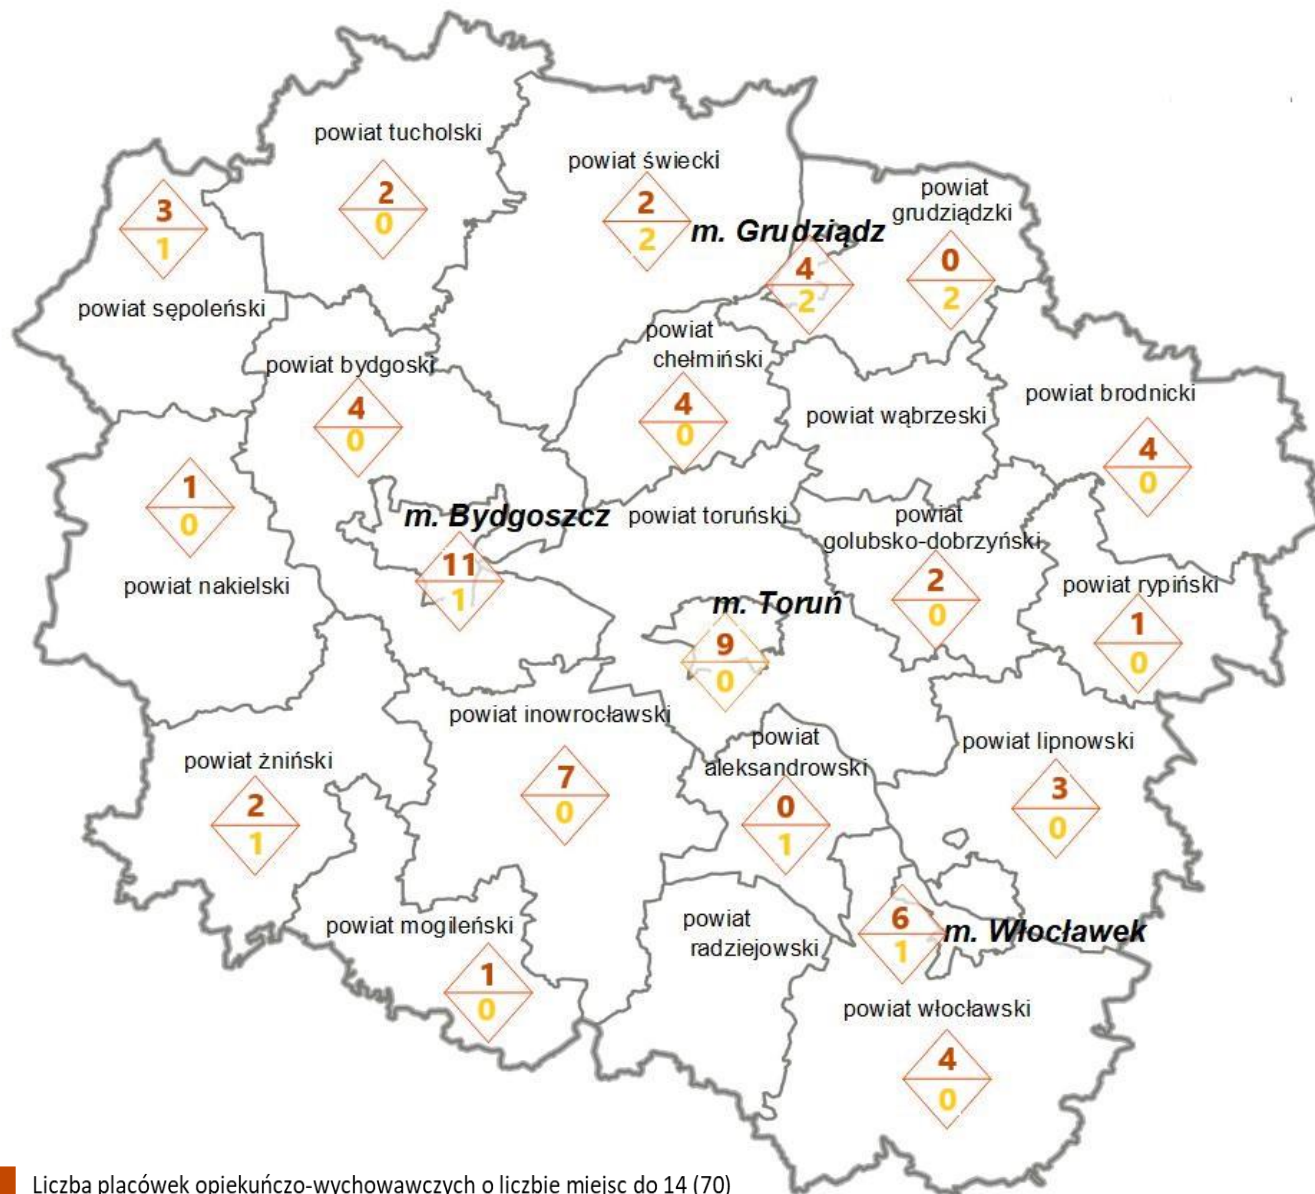 powiat tucholski
2
0
powiat świecki
2
2
powiat
grudziądzki
0
2
3
1
powiat sępoleński
m. Grudziądz
4
2
powiat bydgoski
4
0
powiat
chełmiński
4
0
powiat wąbrzeski
powiat brodnicki
4
0
1
0
powiat nakielski
m. Bydgoszcz
11
1
powiat toruński
powiat
golubsko-dobrzyński
2
0
powiat rypiński
1
0
m. Toruń
9
0
powiat inowrocławski
7
0
powiat żniński
2
1
powiat
aleksandrowski
0
1
powiat lipnowski
3
0
powiat mogileński
1
0
powiat
radziejowski
6
1
m. Włocławek
powiat włocławski
4
0
Liczba placówek opiekuńczo-wychowawczych o liczbie miejsc do 14 (70)